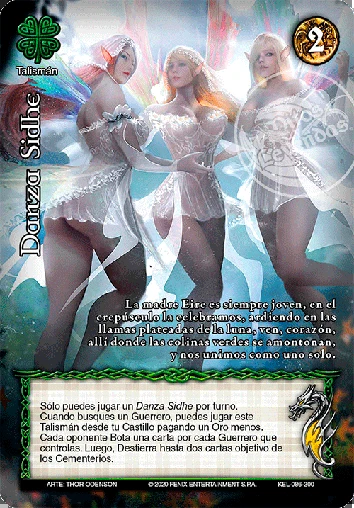 2
Talismán
Danza Sidhe
La madre Eire es siempre joven, en el
crepúsculo la celebramos, ardiendo en las
llamas plateadas de la luna, ven, corazón,
allí donde las colinas verdes se amontonan,
y nos unimos como uno solo.
Sólo puedes jugar un Danza Sidhe por turno.
Cuando busques un Guerrero, puedes jugar este
Talismán desde tu Castillo pagando un Oro menos.
Cada oponente Bota una carta por cada Guerrero que
controlas. Luego, Destierra hasta dos cartas objetivo de
los Cementerios.
ARTE: THOR ODENSON
© 2020 FENIX ENTERTAINMENT S.P.A.